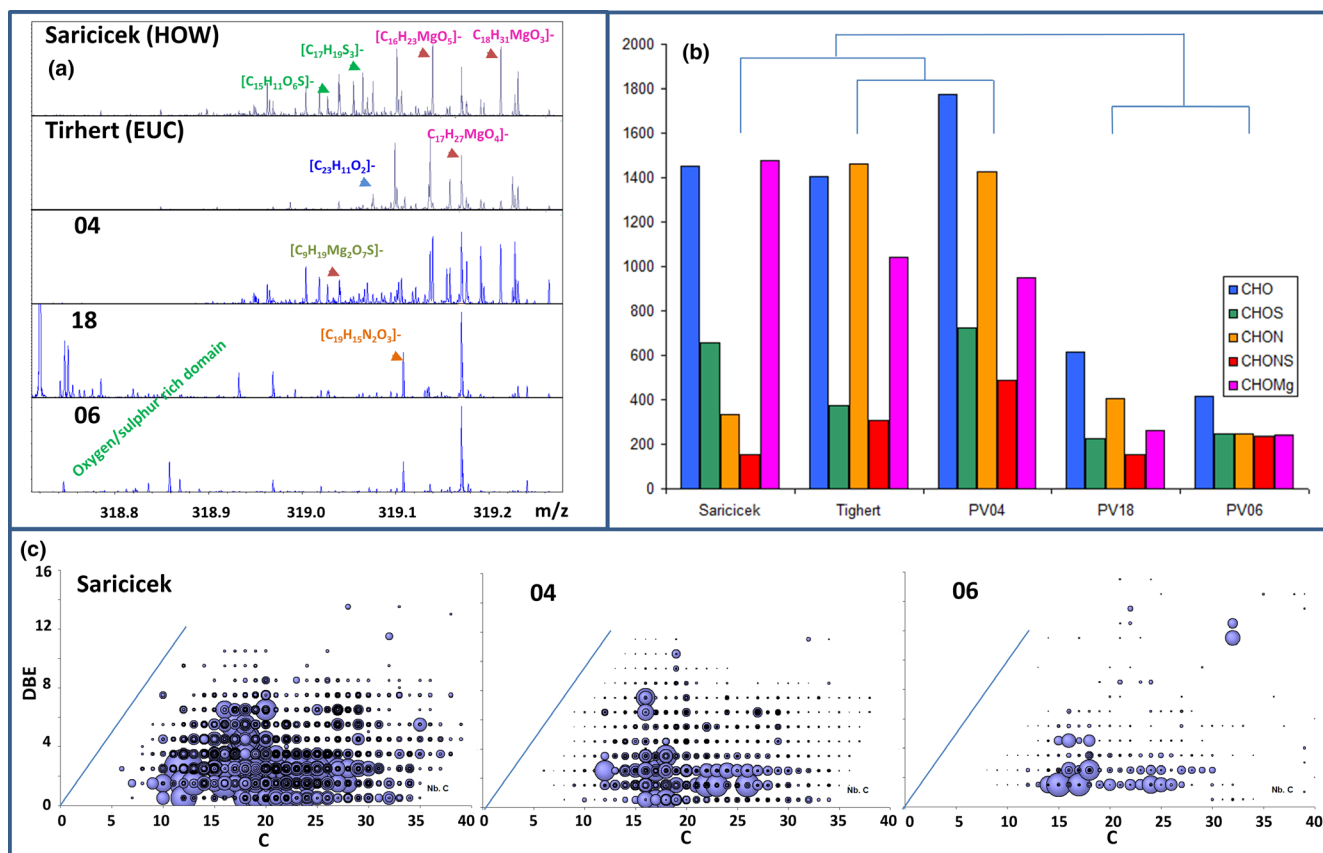 Saricicek (HOW)
(a)
[C17H19S3]-
[C16H23MgO5]-
C18H31MgO3]-
[C15H11O6S]-
Tirhert (EUC)
C17H27MgO4]-
[C23H11O2]-
04
[C9H19Mg2O7S]-
18
[C19H15N2O3]-
Oxygen/sulphur rich domain
06
318.8 318.9 319.0 319.1 319.2 m/z
(b)
2000
1800
1600
1400
1200
1000
800
600
400
200
0
CHO
CHOS
CHON
CHONS
CHOMg
Saricicek Tighert PV04 PV18 PV06
(c)
Saricicek
DBE
16
12
8
4
0
Nb. C
0 5 10 15 20 25 30 35 40
C
04
Nb. C
0 5 10 15 20 25 30 35 40
C
06
Nb. C
0 5 10 15 20 25 30 35 40
C